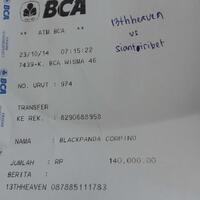 BCA
** ATM BCA
23/10/14 07:15:22
7439-K. BCA WISMA 46
NO. URUT : 974
TRANSFER
KE REK. : 8290688958
NAMA : BLACKPANDA CORPINO
JUMLAH : RP 140,000.00
BERITA :
13THHEAVEN 087885111783
13thheaven
vs
siantpiribet